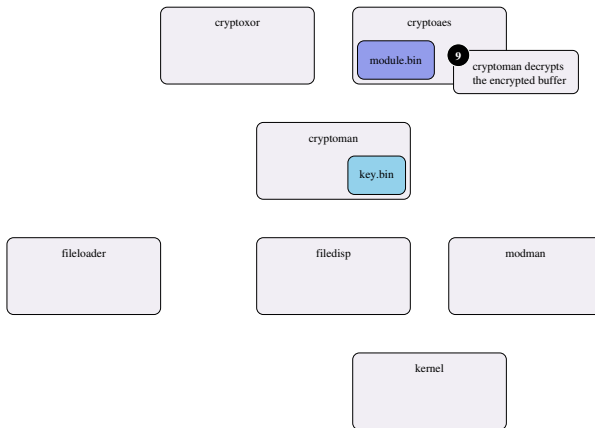 cryptoxor
cryptoaes
module.bin
9
cryptoman decrypts
the encrypted buffer
cryptoman
key.bin
fileloader
filedisp
modman
kernel